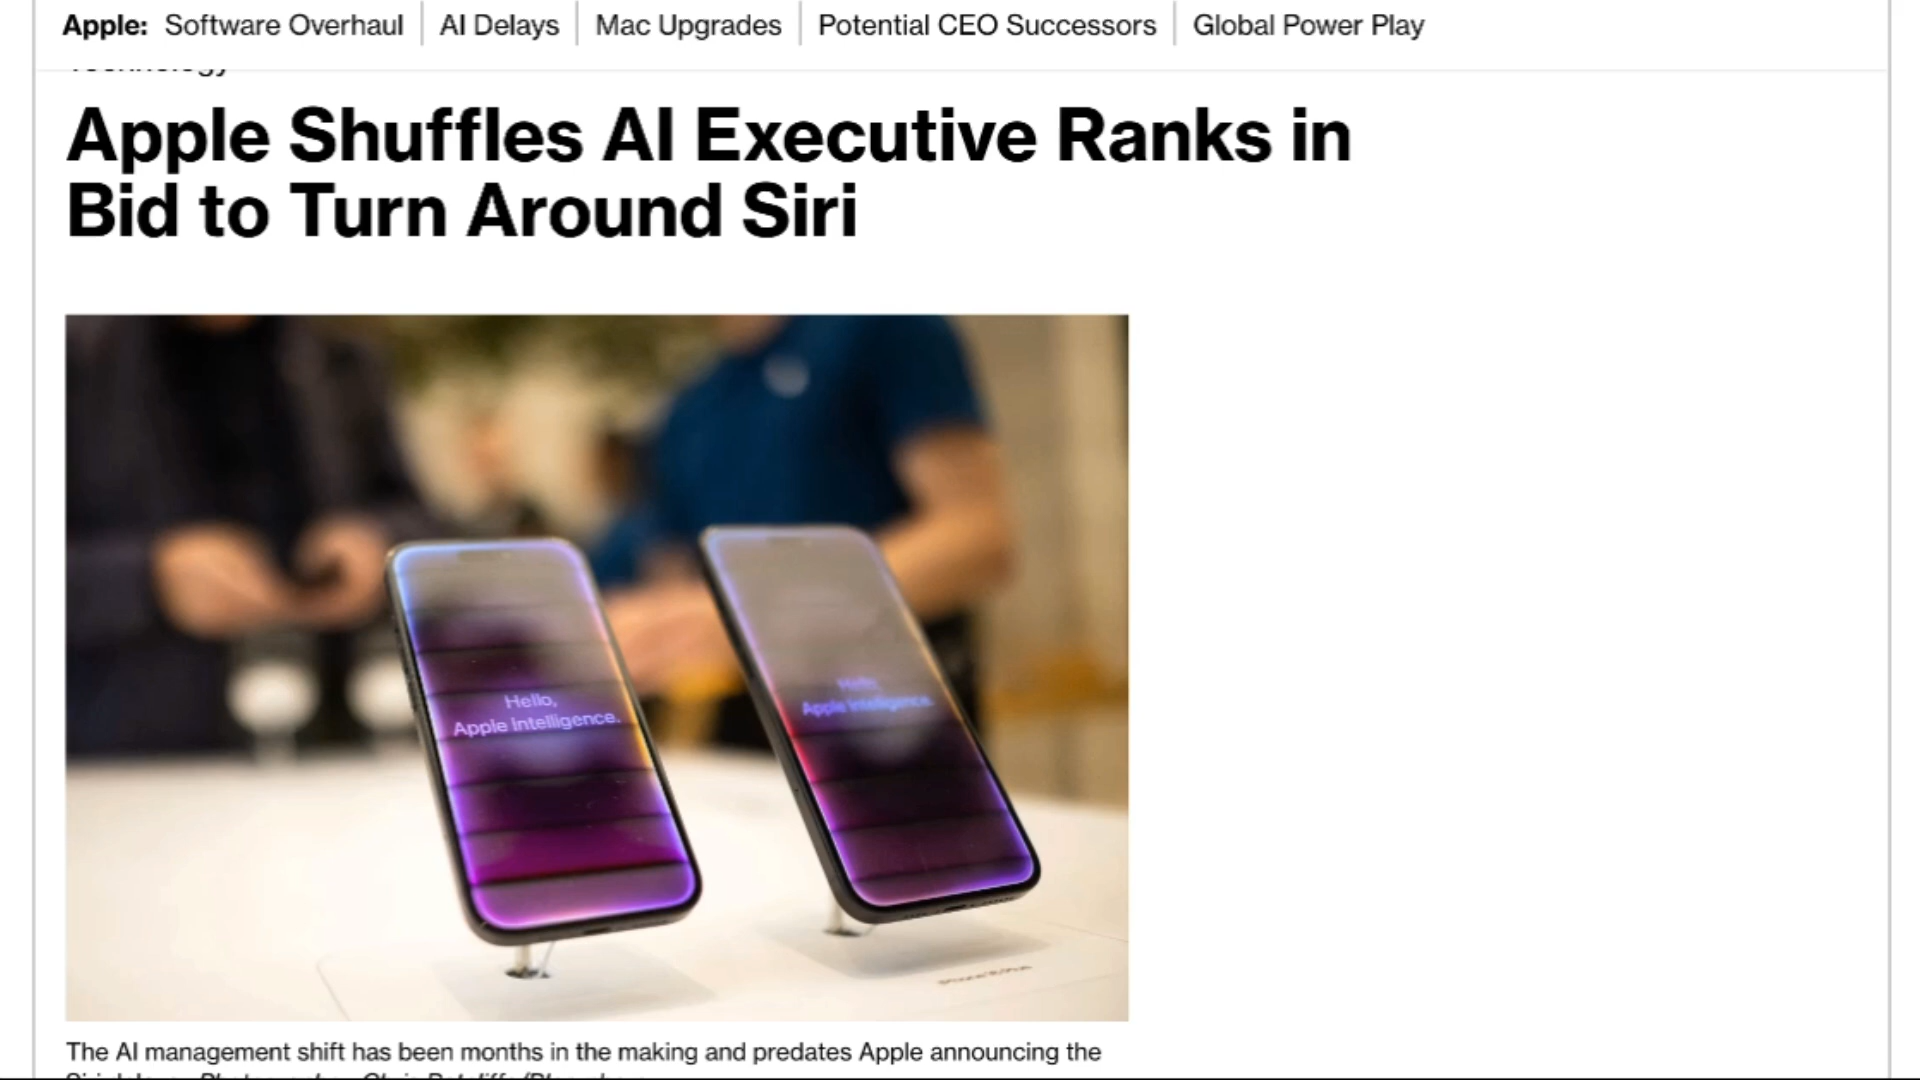 Apple: Software Overhaul AI Delays Mac Upgrades Potential CEO Successors Global Power Play
Technology
Apple Shuffles AI Executive Ranks in
Bid to Turn Around Siri
Hello,
Apple Intelligence.
Hello,
Apple Intelligence.
The AI management shift has been months in the making and predates Apple announcing the